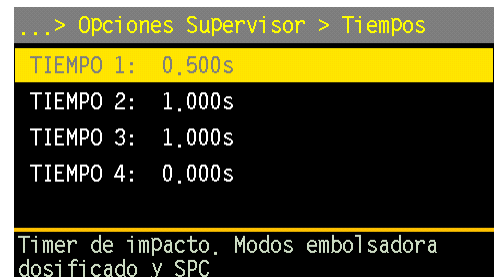 ...> Opciones Supervisor > Tiempos
TIEMPO 1: 0.500s
TIEMPO 2: 1.000s
TIEMPO 3: 1.000s
TIEMPO 4: 0.000s
Timer de impacto. Modos embolsadora
dosificado y SPC